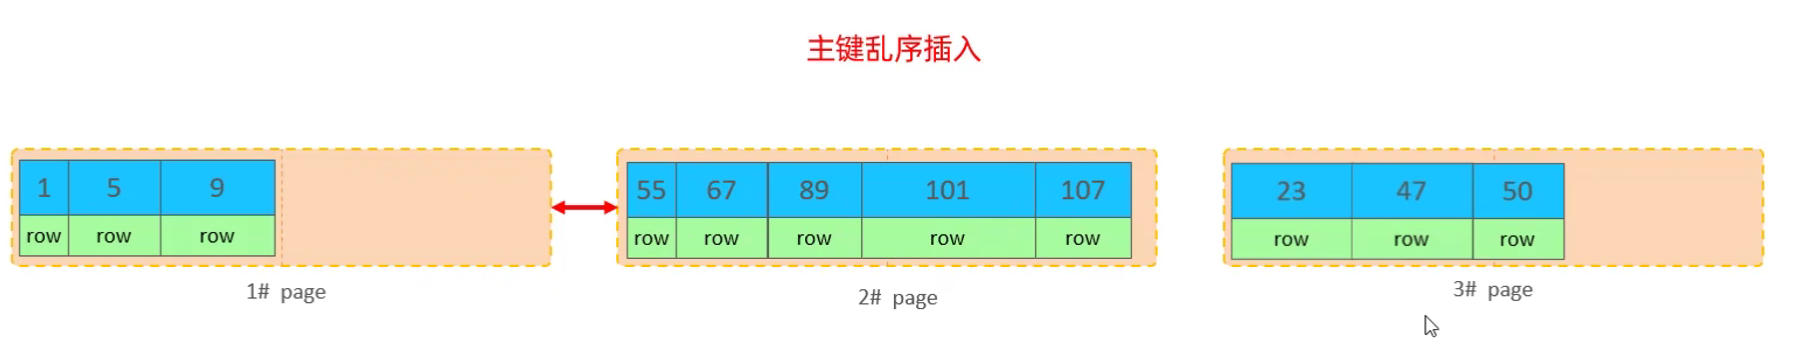 主键乱序插入
1 5 9
row row row
1# page
55 67 89 101 107
row row row row row
2# page
23 47 50
row row row
3# page